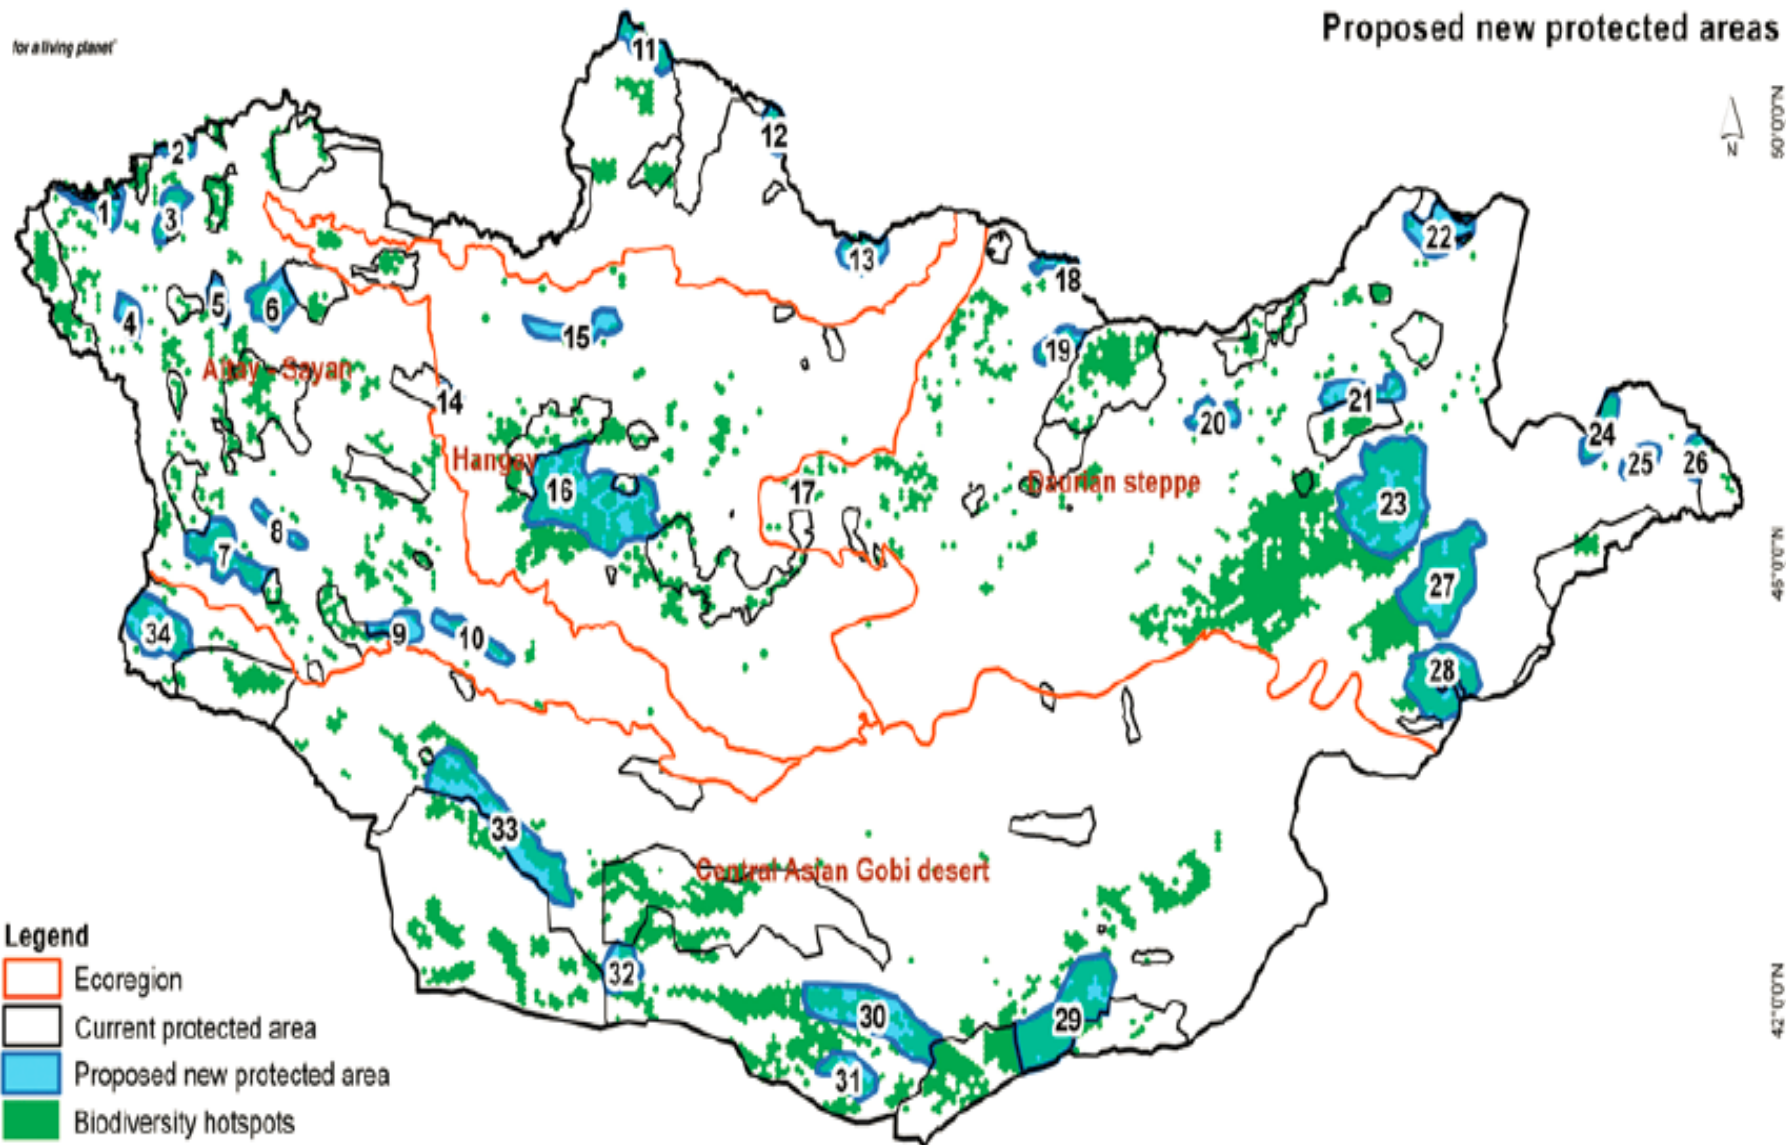 for a living planet®
Proposed new protected areas
11
12
N
50°0'0"N
2
1
3
22
13
18
4
5
6
15
19
Altay - Sayan
14
21
20
24
25
26
Hangay
16
17
Daurian steppe
23
8
7
46°0'0"N
27
34
9
10
28
33
Central Asian Gobi desert
32
30
29
31
42°0'0"N
Legend
Ecoregion
Current protected area
Proposed new protected area
Biodiversity hotspots